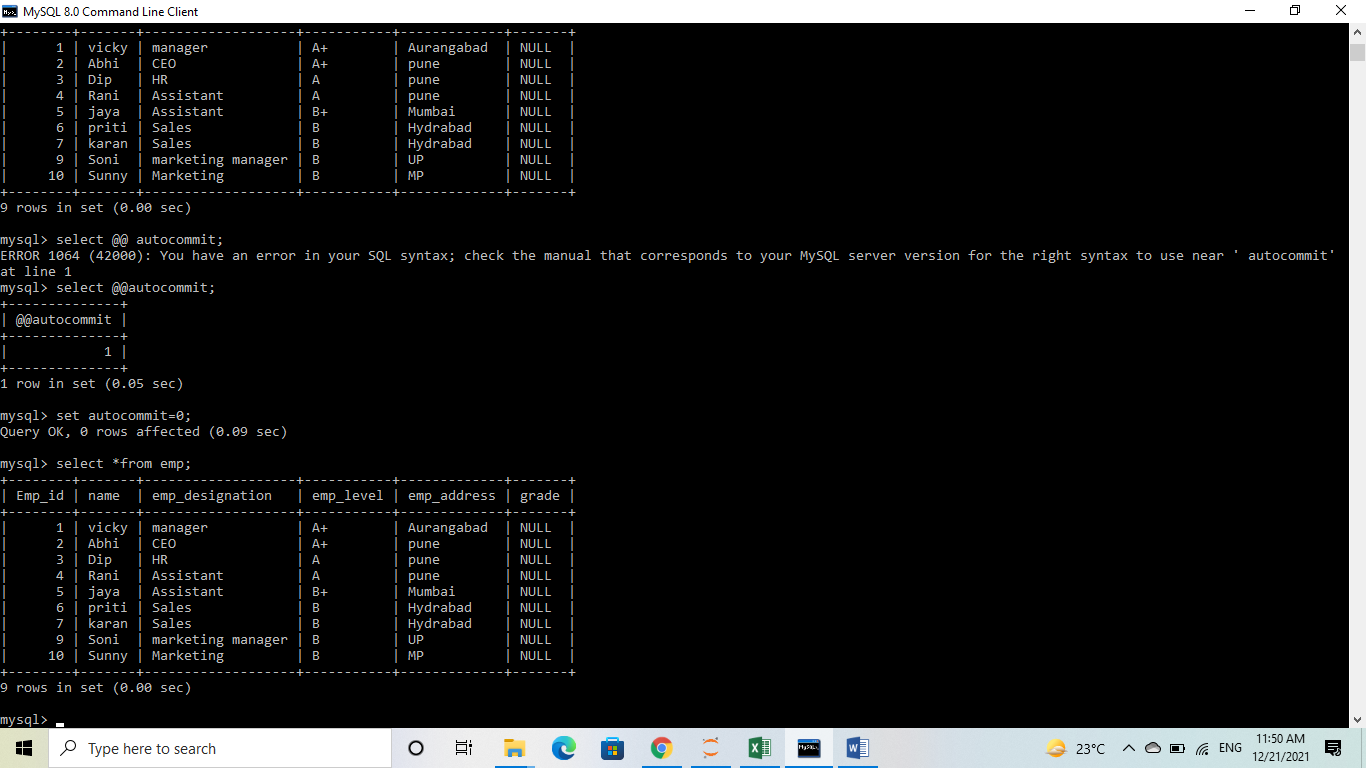 MySQL 8.0 Command Line Client
+--------+-------+-------------------+-----------+-------------+-------+
|      1 | vicky | manager           | A+        | Aurangabad  | NULL  |
|      2 | Abhi  | CEO               | A+        | pune        | NULL  |
|      3 | Dip   | HR                | A         | pune        | NULL  |
|      4 | Rani  | Assistant         | A         | pune        | NULL  |
|      5 | jaya  | Assistant         | B+        | Mumbai      | NULL  |
|      6 | priti | Sales             | B         | Hydrabad    | NULL  |
|      7 | karan | Sales             | B         | Hydrabad    | NULL  |
|      9 | Soni  | marketing manager | B         | UP          | NULL  |
|     10 | Sunny | Marketing         | B         | MP          | NULL  |
+--------+-------+-------------------+-----------+-------------+-------+
9 rows in set (0.00 sec)
mysql> select @@ autocommit;
ERROR 1064 (42000): You have an error in your SQL syntax; check the manual that corresponds to your MySQL server version for the right syntax to use near ' autocommit'
at line 1
mysql> select @@autocommit;
+--------------+
| @@autocommit |
+--------------+
|            1 |
+--------------+
1 row in set (0.05 sec)
mysql> set autocommit=0;
Query OK, 0 rows affected (0.09 sec)
mysql> select *from emp;
+--------+-------+-------------------+-----------+-------------+-------+
| Emp_id | name  | emp_designation   | emp_level | emp_address | grade |
+--------+-------+-------------------+-----------+-------------+-------+
|      1 | vicky | manager           | A+        | Aurangabad  | NULL  |
|      2 | Abhi  | CEO               | A+        | pune        | NULL  |
|      3 | Dip   | HR                | A         | pune        | NULL  |
|      4 | Rani  | Assistant         | A         | pune        | NULL  |
|      5 | jaya  | Assistant         | B+        | Mumbai      | NULL  |
|      6 | priti | Sales             | B         | Hydrabad    | NULL  |
|      7 | karan | Sales             | B         | Hydrabad    | NULL  |
|      9 | Soni  | marketing manager | B         | UP          | NULL  |
|     10 | Sunny | Marketing         | B         | MP          | NULL  |
+--------+-------+-------------------+-----------+-------------+-------+
9 rows in set (0.00 sec)
mysql> _
Type here to search
23°C
ENG
11:50 AM
12/21/2021